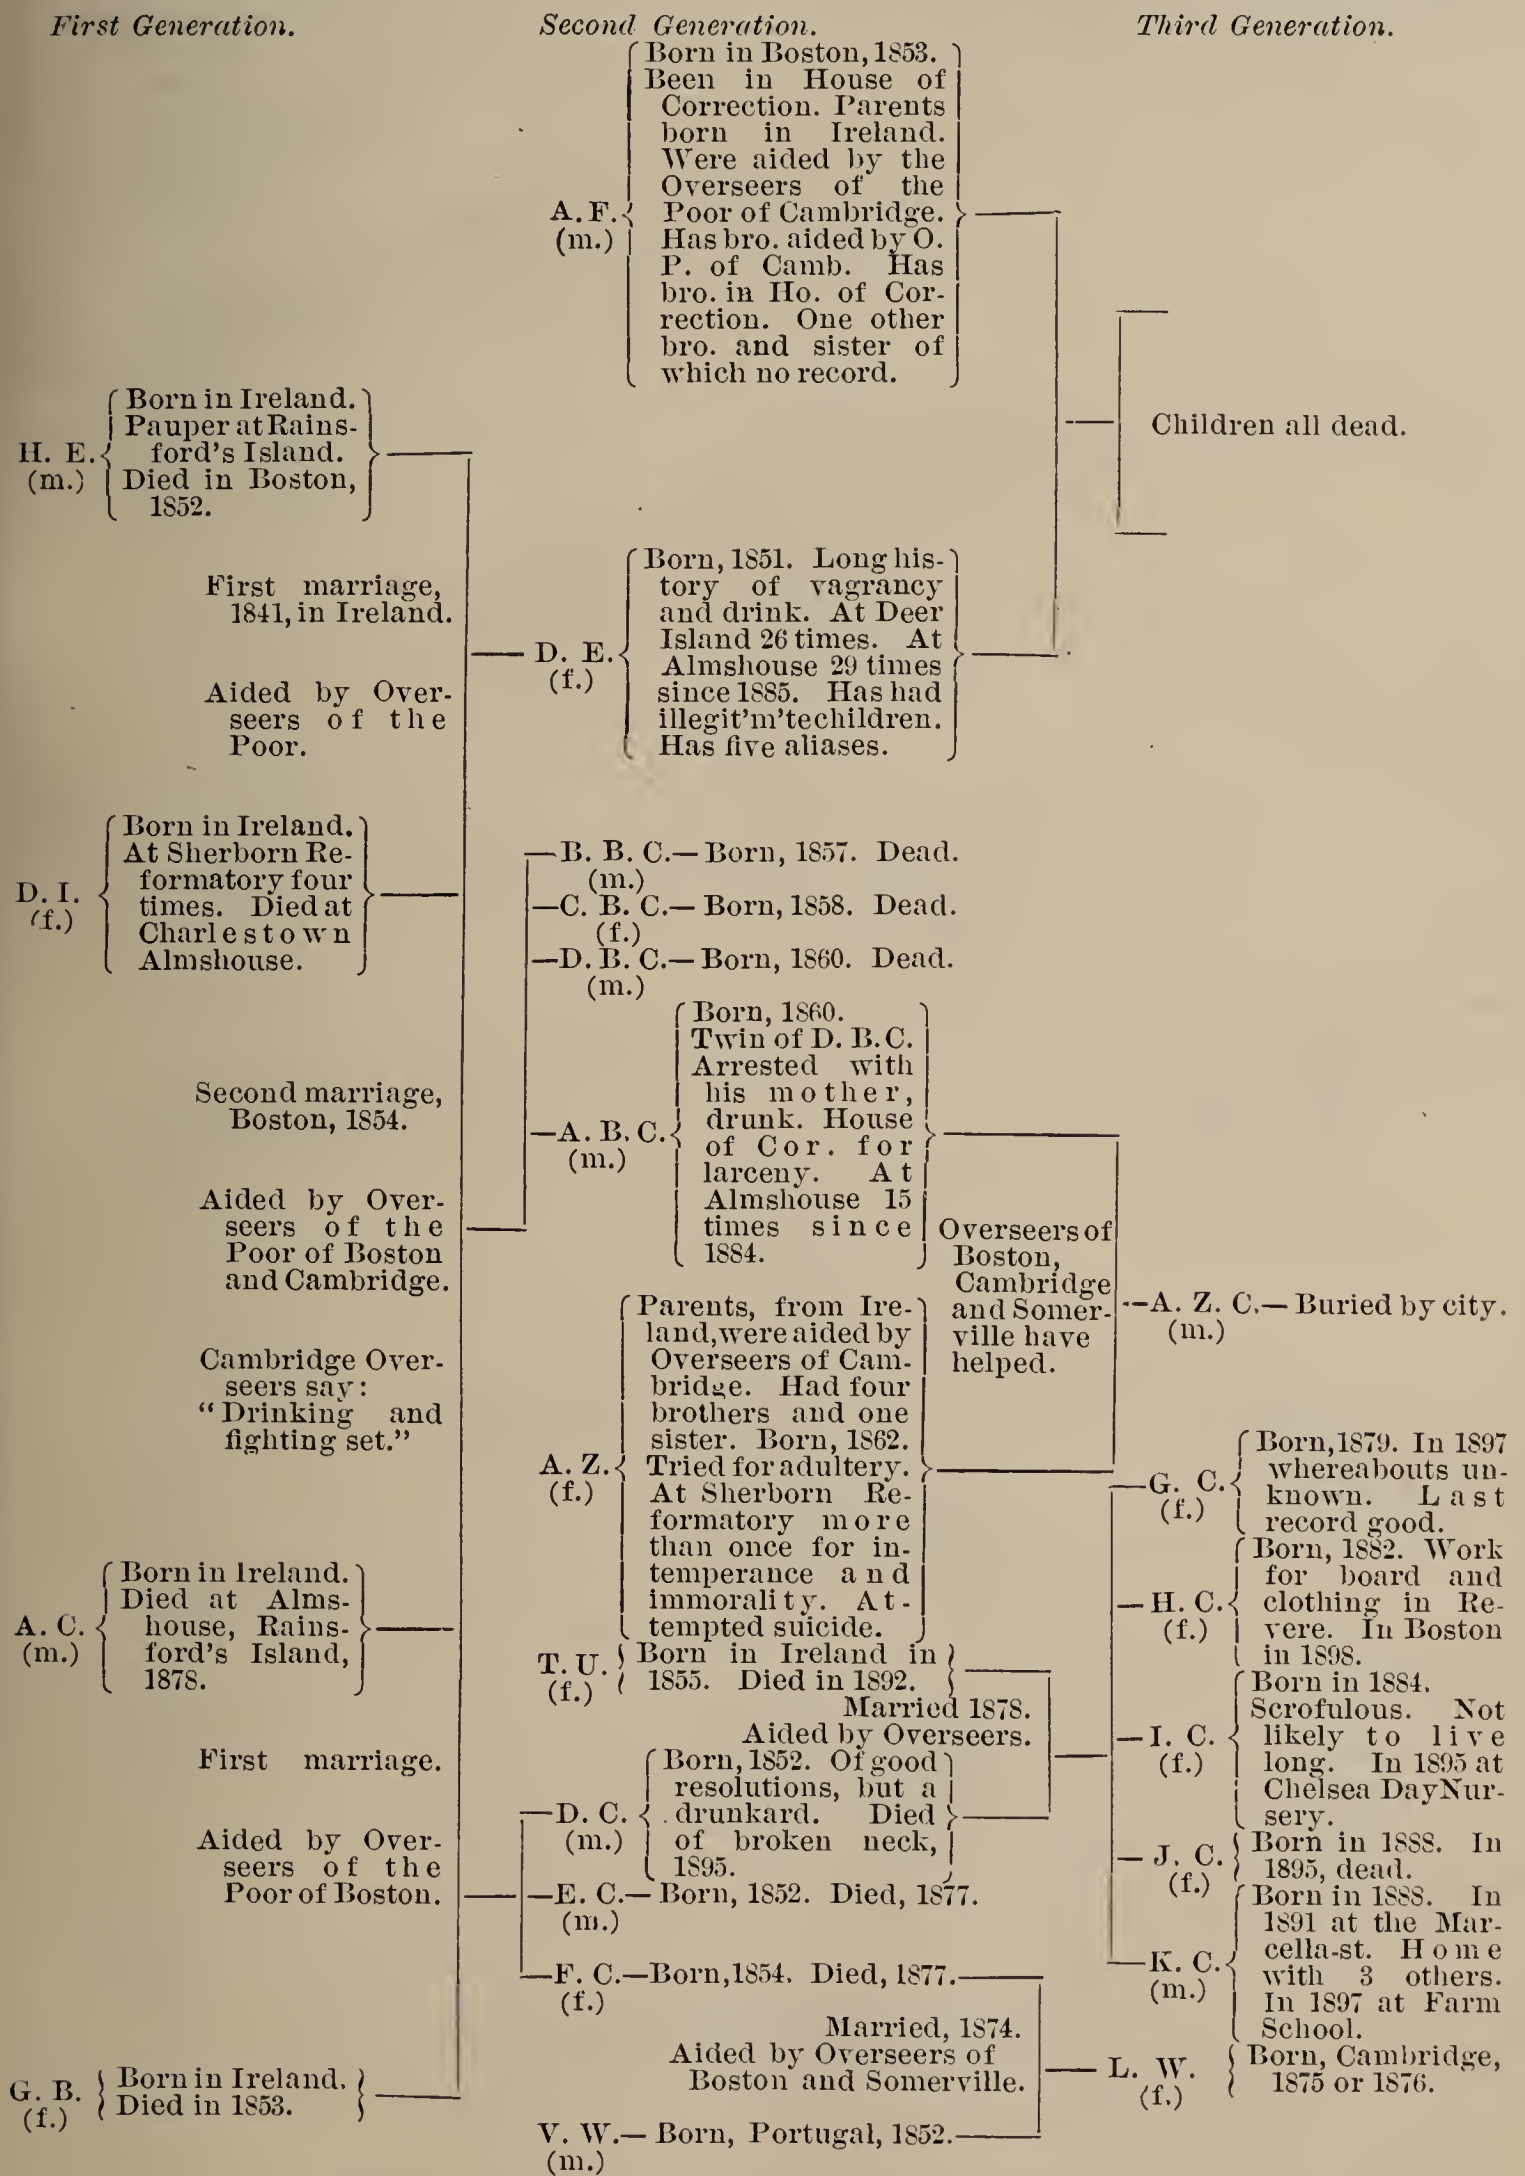 First Generation.
Second Generation.
Third Generation.
A. F.
(m.)
Born in Boston, 1853.
Been in House of
Correction. Parents
born in Ireland.
Were aided by the
Overseers of the
Poor of Cambridge.
Has bro. aided by O.
P. of Camb. Has
bro. in Ho. of Cor-
rection. One other
bro. and sister of
which no record.
Children all dead.
H. E.
(m.)
Born in Ireland.
Pauper at Rains-
ford's Island.
Died in Boston,
1852.
First marriage,
1841, in Ireland.
Aided by Over-
seers of the
Poor.
D. E.
(f.)
Born, 1851. Long his-
tory of vagrancy
and drink. At Deer
Island 26 times. At
Almshouse 29 times
since 1885. Has had
illegit'm'te children.
Has five aliases.
D. I.
(f.)
Born in Ireland.
At Sherborn Re-
formatory four
times. Died at
Charlestown
Almshouse.
B. B. C.— Born, 1857. Dead.
(m.)
C. B. C.— Born, 1858. Dead.
(f.)
D. B. C.— Born, 1860. Dead.
(m.)
Second marriage,
Boston, 1854.
Aided by Over-
seers of the
Poor of Boston
and Cambridge.
Cambridge Over-
seers say:
"Drinking and
fighting set."
A. B. C.
(m.)
Born, 1860.
Twin of D. B. C.
Arrested with
his mother,
drunk. House
of Cor. for
larceny. At
Almshouse 15
times since
1884.
Overseers of
Boston,
Cambridge
and Somer-
ville have
helped.
A. Z. C.— Buried by city.
(m.)
A. Z.
(f.)
Parents, from Ire-
land, were aided by
Overseers of Cam-
bridge. Had four
brothers and one
sister. Born, 1862.
Tried for adultery.
At Sherborn Re-
formatory more
than once for in-
temperance and
immorality. At-
tempted suicide.
A. C.
(m.)
Born in Ireland.
Died at Alms-
house, Rains-
ford's Island,
1878.
First marriage.
Aided by Over-
seers of the
Poor of Boston.
T. U.
(f.)
Born in Ireland in
1855. Died in 1892.
Married 1878.
Aided by Overseers.
D. C.
(m.)
Born, 1852. Of good
resolutions, but a
drunkard. Died
of broken neck,
1895.
E. C.— Born, 1852. Died, 1877.
(m.)
F. C.—Born, 1854. Died, 1877.
(f.)
Married, 1874.
Aided by Overseers of
Boston and Somerville.
V. W.— Born, Portugal, 1852.
(m.)
G. B.
(f.)
Born in Ireland.
Died in 1853.
G. C.
(f.)
Born, 1879. In 1897
whereabouts un-
known. Last
record good.
H. C.
(f.)
Born, 1882. Work
for board and
clothing in Re-
vere. In Boston
in 1898.
I. C.
(f.)
Born in 1884.
Scrofulous. Not
likely to live
long. In 1895 at
Chelsea Day Nur-
sery.
J. C.
(f.)
Born in 1888. In
1895, dead.
K. C.
(m.)
Born in 1888. In
1891 at the Mar-
cella-st. Home
with 3 others.
In 1897 at Farm
School.
L. W.
(f.)
Born, Cambridge,
1875 or 1876.